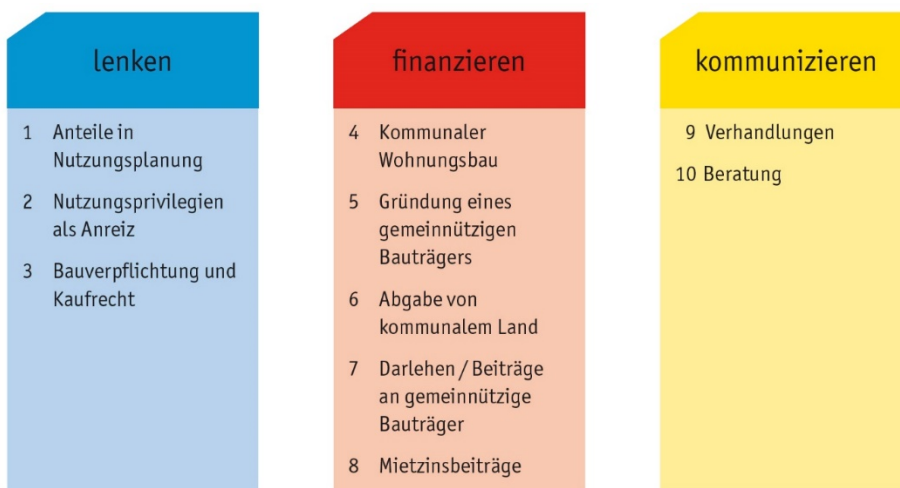 lenken
1 Anteile in
Nutzungsplanung
2 Nutzungsprivilegien
als Anreiz
3 Bauverpflichtung und
Kaufrecht
finanzieren
4 Kommunaler
Wohnungsbau
5 Gründung eines
gemeinnützigen
Bauträgers
6 Abgabe von
kommunalem Land
7 Darlehen / Beiträge
an gemeinnützige
Bauträger
8 Mietzinsbeiträge
kommunizieren
9 Verhandlungen
10 Beratung